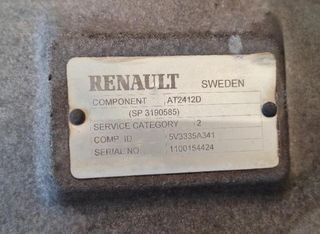 RENAULT SWEDEN
COMPONENT AT2412D
(SP 3190585)
SERVICE CATEGORY 2
COMP. ID 5V3335A341
SERIAL NO 1100154424